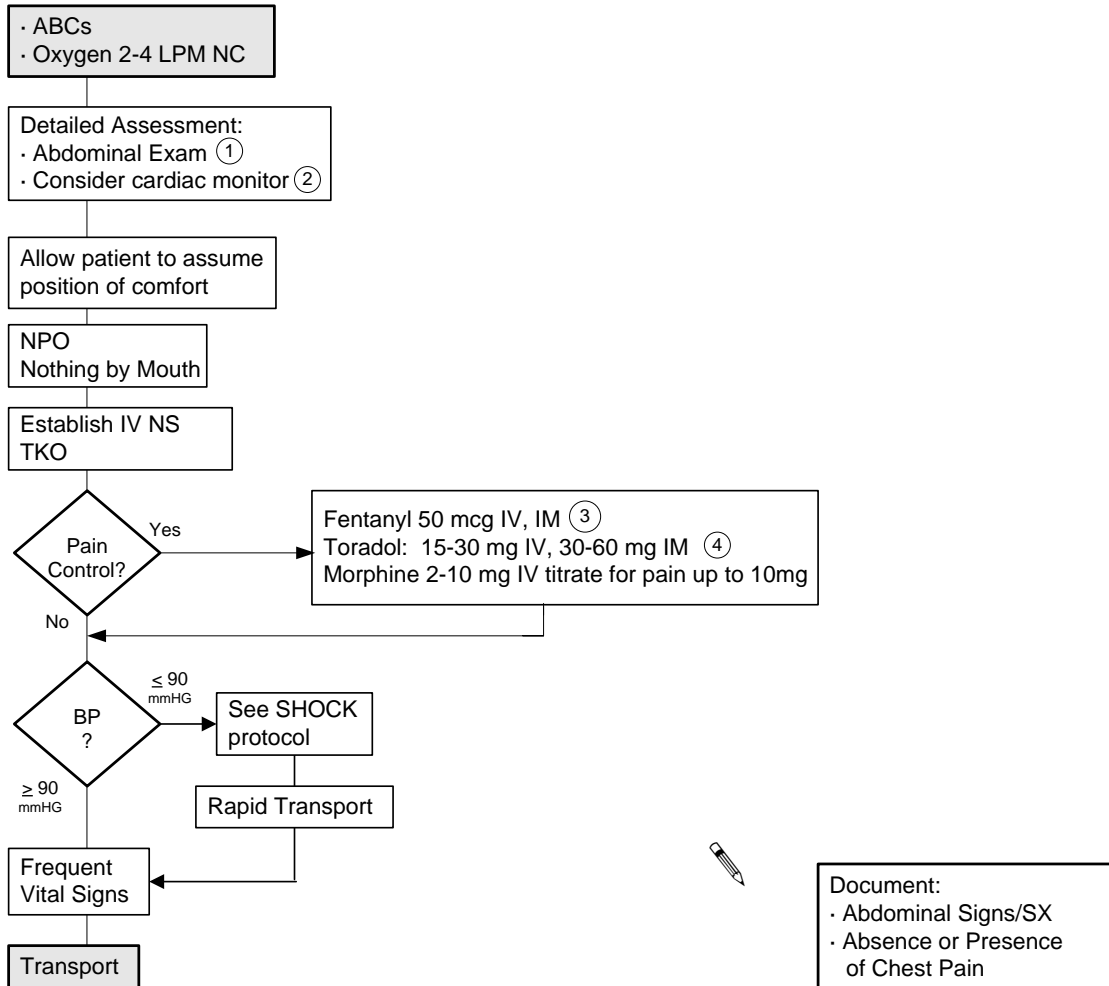 · ABCs
· Oxygen 2-4 LPM NC
Detailed Assessment:
· Abdominal Exam 1
· Consider cardiac monitor 2
Allow patient to assume
position of comfort
NPO
Nothing by Mouth
Establish IV NS
TKO
Pain
Control?
Yes
Fentanyl 50 mcg IV, IM 3
Toradol: 15-30 mg IV, 30-60 mg IM 4
Morphine 2-10 mg IV titrate for pain up to 10mg
No
BP
?
≤ 90
mmHG
See SHOCK
protocol
≥ 90
mmHG
Rapid Transport
Frequent
Vital Signs
Transport
Document:
· Abdominal Signs/SX
· Absence or Presence
of Chest Pain